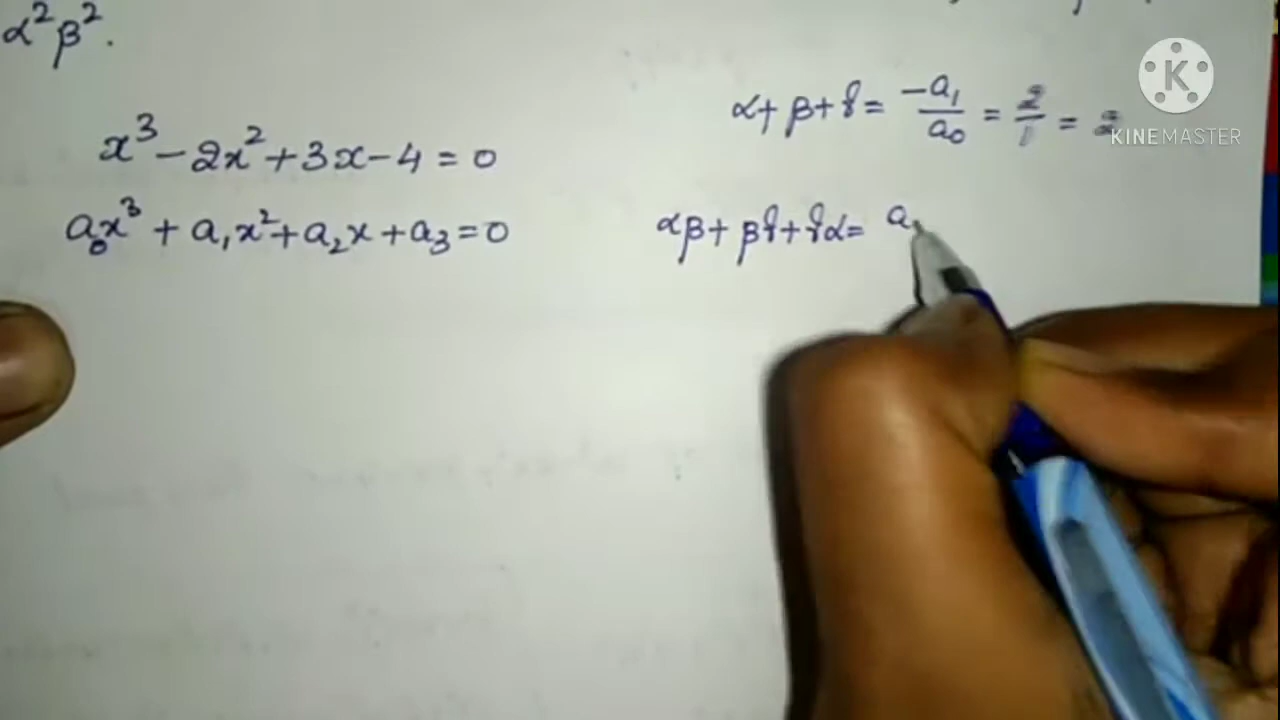 α²β².
x³ - 2x² + 3x - 4 = 0
a₀x³ + a₁x² + a₂x + a₃ = 0
α + β + γ = -a₁/a₀ = 2/1 = 2
αβ + βγ + γα = a
KINEMASTER